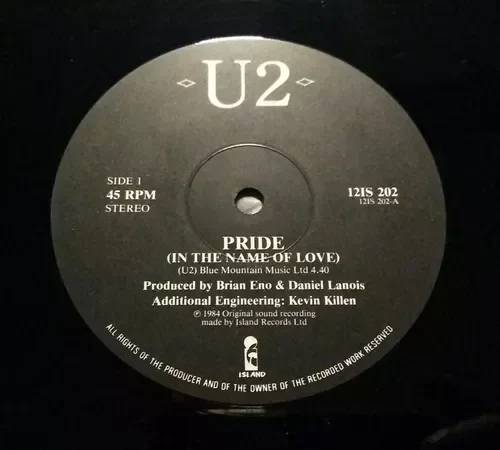 U2
SIDE 1
45 RPM
STEREO
12IS 202
12IS 202-A
PRIDE
(IN THE NAME OF LOVE)
(U2) Blue Mountain Music Ltd 4.40
Produced by Brian Eno & Daniel Lanois
Additional Engineering: Kevin Killen
℗ 1984 Original sound recording
made by Island Records Ltd
ISLAND
ALL RIGHTS OF THE PRODUCER AND OF THE OWNER OF THE RECORDED WORK RESERVED